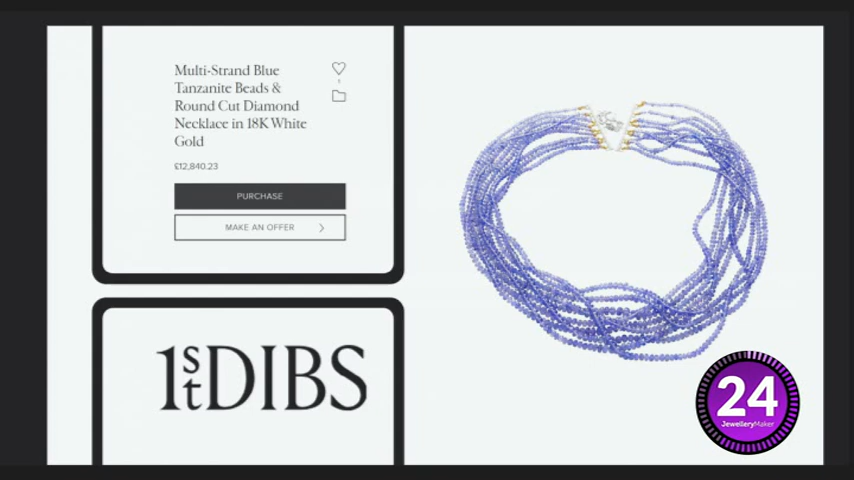 Multi-Strand Blue
Tanzanite Beads &
Round Cut Diamond
Necklace in 18K White
Gold
1
£12,840.23
PURCHASE
MAKE AN OFFER
1stDIBS
24
JewelleryMaker